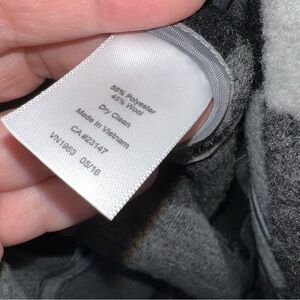 55% Polyester
45% Wool
Dry Clean
Made in Vietnam
CA #23147
VN1953 05/18